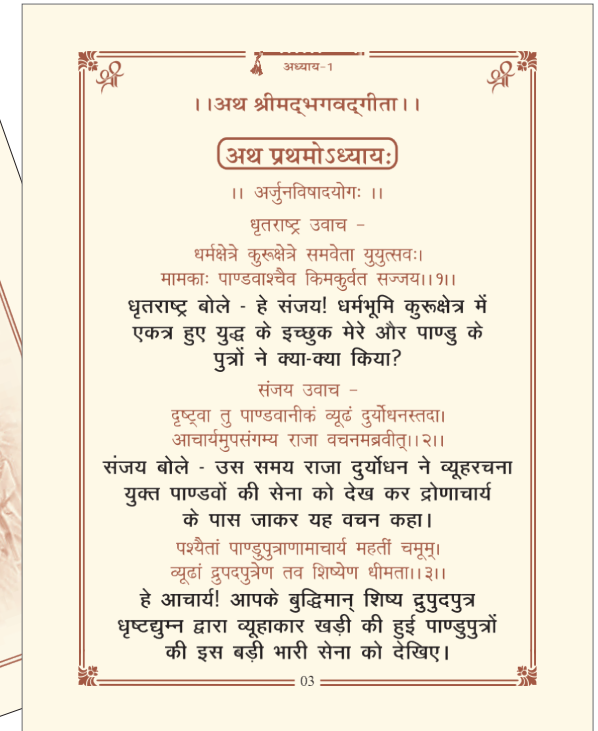 अध्याय-1
श्री
श्री
।।अथ श्रीमद्भगवद्गीता।।
अथ प्रथमोऽध्यायः
।। अर्जुनविषादयोगः ।।
धृतराष्ट्र उवाच –
धर्मक्षेत्रे कुरूक्षेत्रे समवेता युयुत्सवः।
मामकाः पाण्डवाश्चैव किमकुर्वत सज्जय।।१।।
धृतराष्ट्र बोले - हे संजय! धर्मभूमि कुरूक्षेत्र में
एकत्र हुए युद्ध के इच्छुक मेरे और पाण्डु के
पुत्रों ने क्या-क्या किया?
संजय उवाच –
दृष्ट्वा तु पाण्डवानीकं व्यूढं दुर्योधनस्तदा।
आचार्यमुपसंगम्य राजा वचनमब्रवीत्।।२।।
संजय बोले - उस समय राजा दुर्योधन ने व्यूहरचना
युक्त पाण्डवों की सेना को देख कर द्रोणाचार्य
के पास जाकर यह वचन कहा।
पश्यैतां पाण्डुपुत्राणामाचार्य महतीं चमूम्।
व्यूढां द्रुपदपुत्रेण तव शिष्येण धीमता।।३।।
हे आचार्य! आपके बुद्धिमान् शिष्य द्रुपुदपुत्र
धृष्टद्युम्न द्वारा व्यूहाकार खड़ी की हुई पाण्डुपुत्रों
की इस बड़ी भारी सेना को देखिए।
03